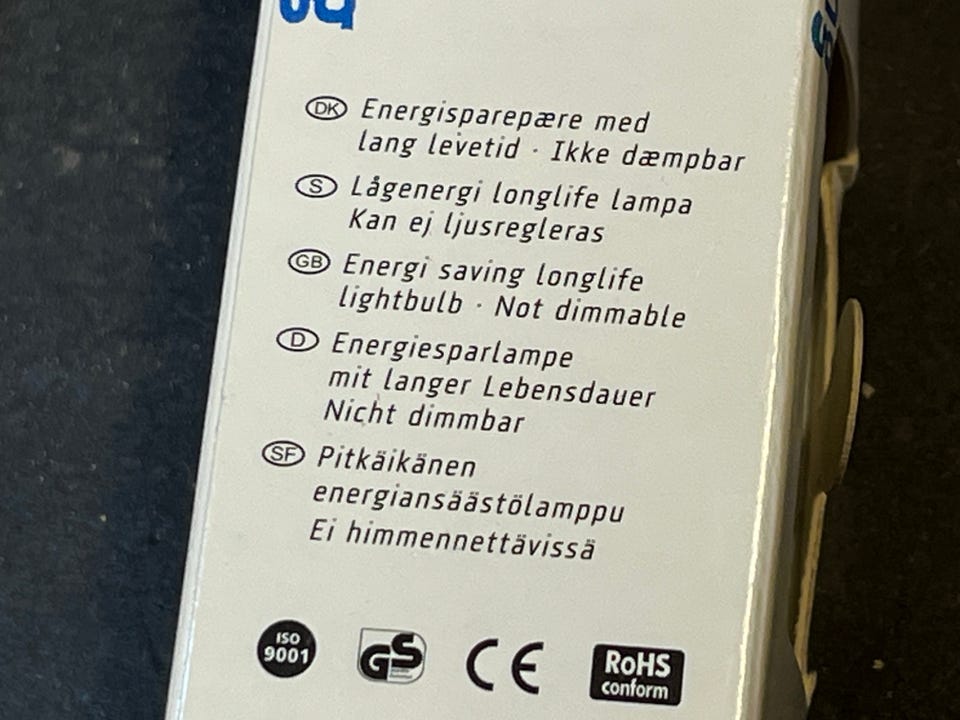 DK Energisparepære med
lang levetid · Ikke dæmpbar
S Lågenergi longlife lampa
Kan ej ljusregleras
GB Energi saving longlife
lightbulb · Not dimmable
D Energiesparlampe
mit langer Lebensdauer
Nicht dimmbar
SF Pitkäikänen
energiansäästölamppu
Ei himmennettävissä
ISO
9001
GS
CE
RoHS
conform